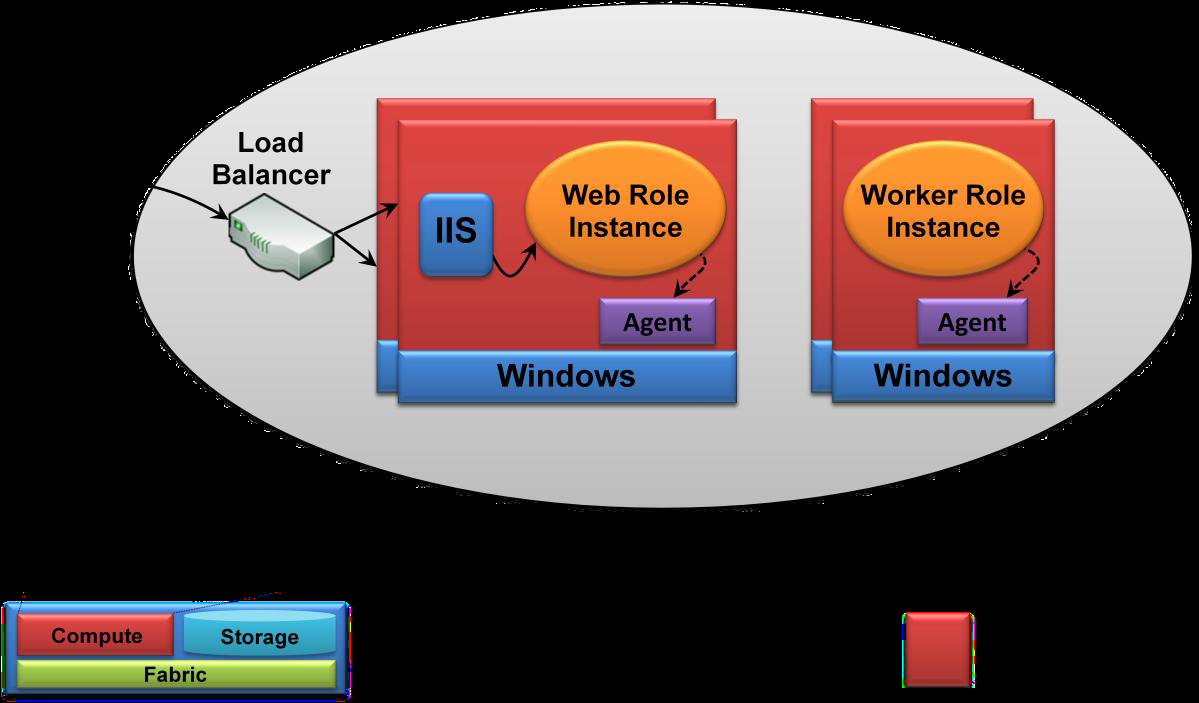 Load
Balancer
IIS
Web Role
Instance
Agent
Windows
Worker Role
Instance
Agent
Windows
Compute
Storage
Fabric